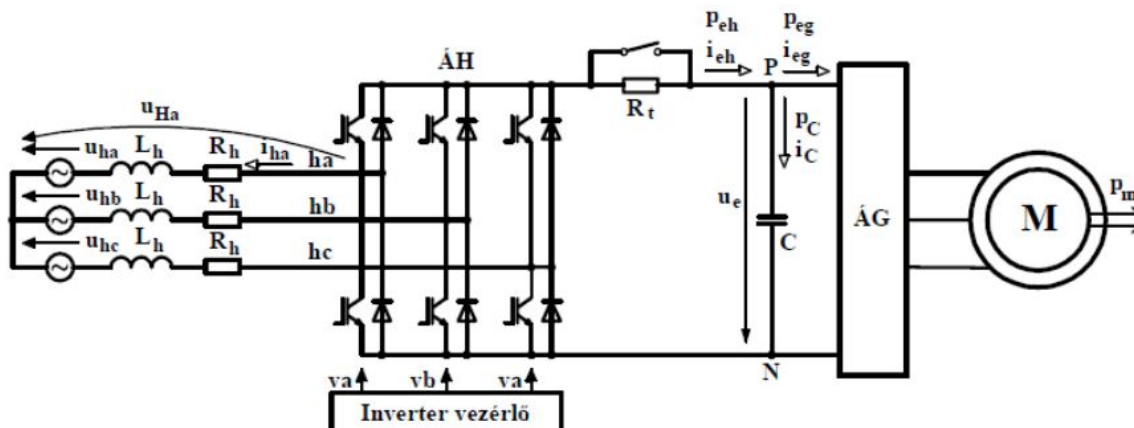 p_eh
i_eh
P
p_eg
i_eg
ÁH
R_t
u_Ha
u_ha
L_h
R_h
i_ha
ha
u_hb
L_h
R_h
hb
u_hc
L_h
R_h
hc
p_C
i_C
u_e
C
ÁG
M
p_m
N
va
vb
va
Inverter vezérlő